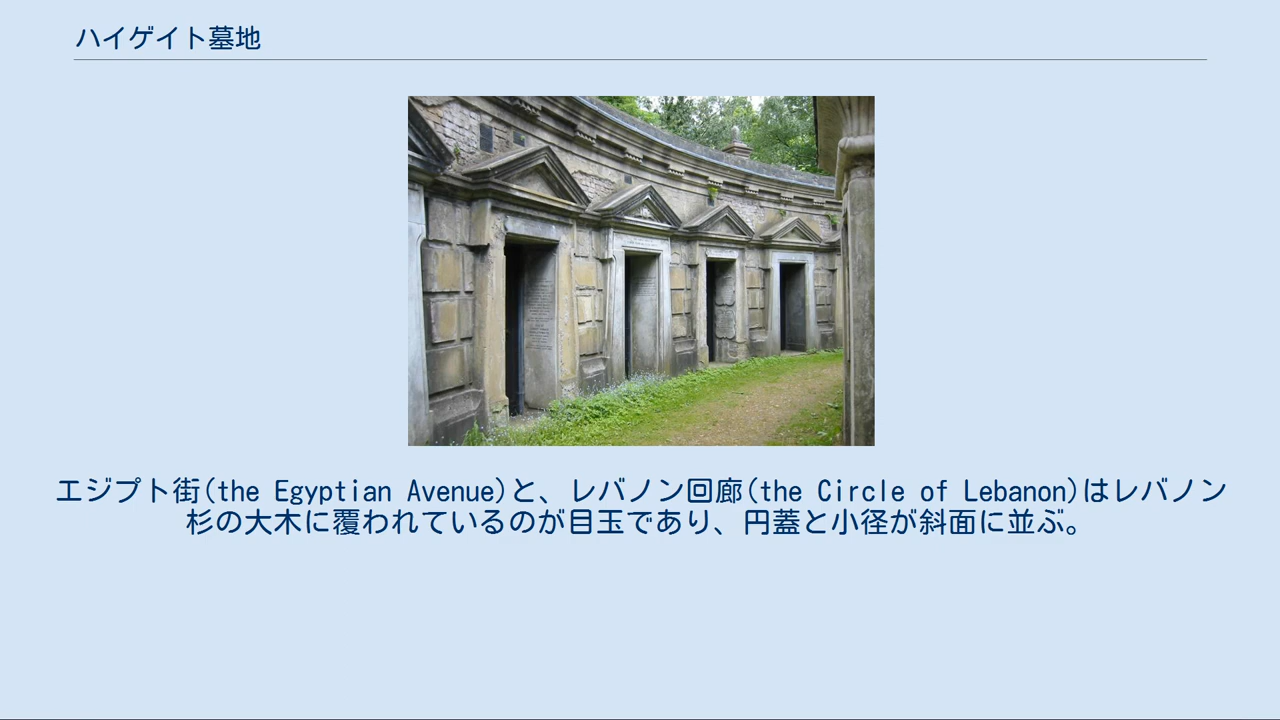 ハイゲイト墓地
エジプト街(the Egyptian Avenue)と、レバノン回廊(the Circle of Lebanon)はレバノン
杉の大木に覆われているのが目玉であり、円蓋と小径が斜面に並ぶ。